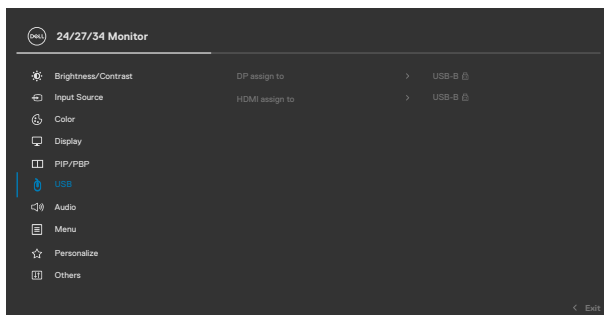 DELL 24/27/34 Monitor
Brightness/Contrast DP assign to > USB-B
Input Source HDMI assign to > USB-B
Color
Display
PIP/PBP
USB
Audio
Menu
Personalize
Others
< Exit